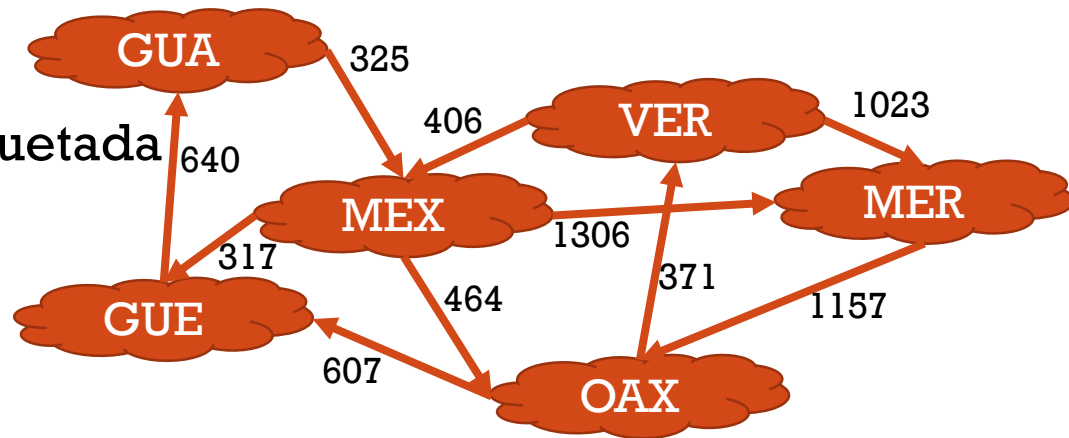 GUA
325
uetada
640
406
VER
1023
MEX
1306
MER
317
464
371
1157
GUE
607
OAX